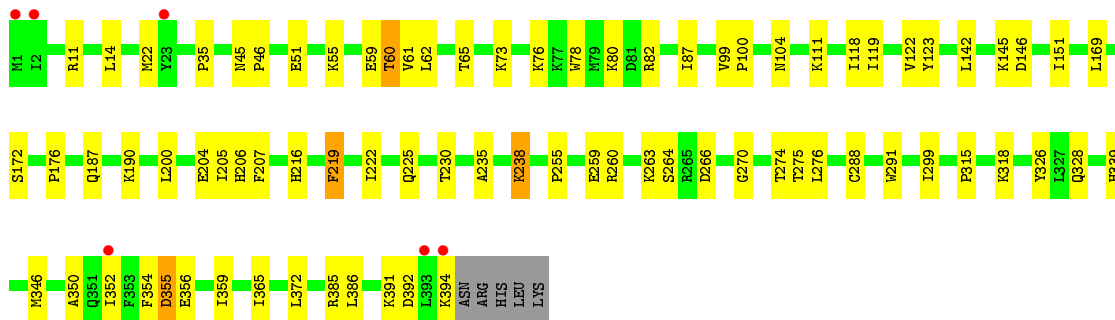 M1 I2 R11 L14 M22 Y23 P35 N45 P46 E51 K55 E59 T60 V61 L62 T65 K73 K76 K77 W78 M79 K80 D81 R82 I87 V99 P100 N104 K111 I118 I119 V122 Y123 L142 K145 D146 I151 L169
S172 P176 Q187 K190 L200 E204 I205 H206 F207 H216 F219 I222 Q225 T230 A235 K238 P255 E259 R260 K263 S264 R265 D266 G270 T274 T275 L276 C288 W291 I299 P315 K318 Y326 L327 Q328
M346 A350 Q351 I352 F353 F354 D355 E356 I359 I365 L372 R385 L386 K391 D392 L393 K394 ASN ARG HIS LEU LYS